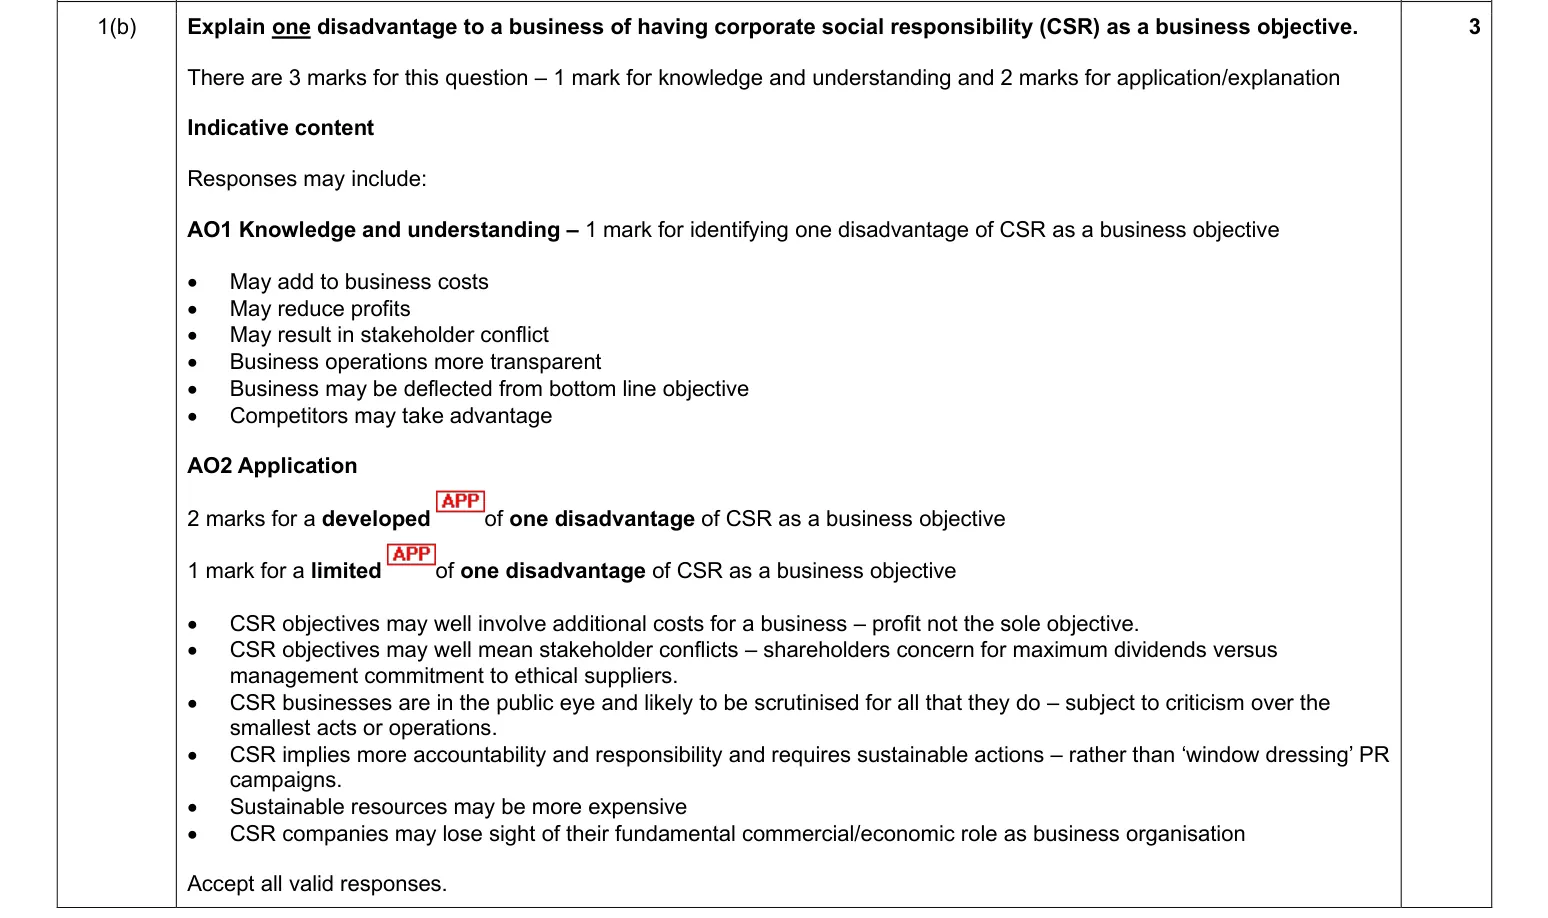 1(b)
Explain one disadvantage to a business of having corporate social responsibility (CSR) as a business objective.
3
There are 3 marks for this question – 1 mark for knowledge and understanding and 2 marks for application/explanation
Indicative content
Responses may include:
AO1 Knowledge and understanding – 1 mark for identifying one disadvantage of CSR as a business objective
• May add to business costs
• May reduce profits
• May result in stakeholder conflict
• Business operations more transparent
• Business may be deflected from bottom line objective
• Competitors may take advantage
AO2 Application
2 marks for a developed APP of one disadvantage of CSR as a business objective
1 mark for a limited APP of one disadvantage of CSR as a business objective
• CSR objectives may well involve additional costs for a business – profit not the sole objective.
• CSR objectives may well mean stakeholder conflicts – shareholders concern for maximum dividends versus
management commitment to ethical suppliers.
• CSR businesses are in the public eye and likely to be scrutinised for all that they do – subject to criticism over the
smallest acts or operations.
• CSR implies more accountability and responsibility and requires sustainable actions – rather than ‘window dressing’ PR
campaigns.
• Sustainable resources may be more expensive
• CSR companies may lose sight of their fundamental commercial/economic role as business organisation
Accept all valid responses.